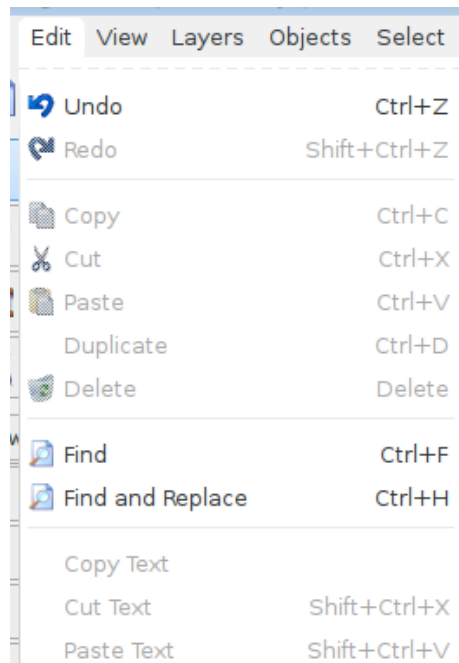 Edit View Layers Objects Select
Undo Ctrl+Z
Redo Shift+Ctrl+Z
Copy Ctrl+C
Cut Ctrl+X
Paste Ctrl+V
Duplicate Ctrl+D
Delete Delete
Find Ctrl+F
Find and Replace Ctrl+H
Copy Text
Cut Text Shift+Ctrl+X
Paste Text Shift+Ctrl+V